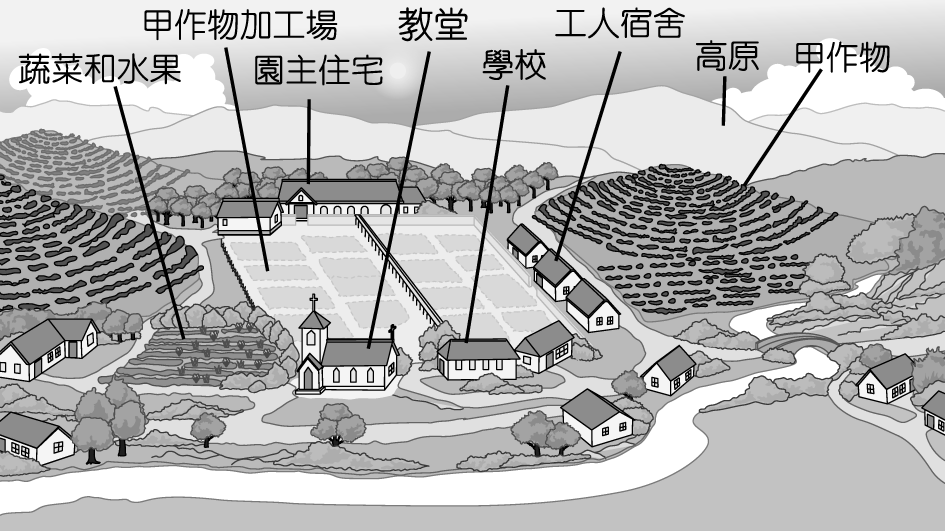 蔬菜和水果
甲作物加工場
園主住宅
教堂
學校
工人宿舍
高原
甲作物